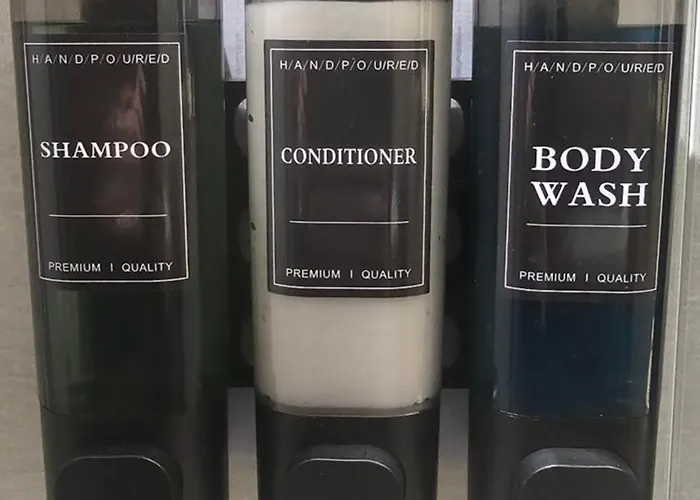 H/A/N/D/P/O/U/R/E/D
SHAMPOO
PREMIUM | QUALITY
H/A/N/D/P/O/U/R/E/D
CONDITIONER
PREMIUM | QUALITY
H/A/N/D/P/O/U/R/E/D
BODY
WASH
PREMIUM | QUALITY